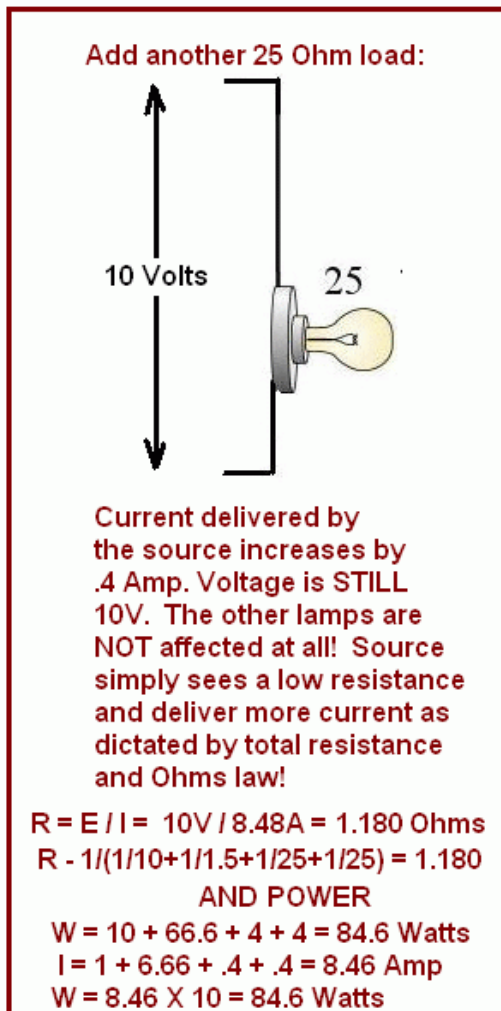 Add another 25 Ohm load:
10 Volts
25
Current delivered by
the source increases by
.4 Amp. Voltage is STILL
10V. The other lamps are
NOT affected at all! Source
simply sees a low resistance
and deliver more current as
dictated by total resistance
and Ohms law!
R = E / I = 10V / 8.48A = 1.180 Ohms
R - 1/(1/10+1/1.5+1/25+1/25) = 1.180
AND POWER
W = 10 + 66.6 + 4 + 4 = 84.6 Watts
I = 1 + 6.66 + .4 + .4 = 8.46 Amp
W = 8.46 X 10 = 84.6 Watts